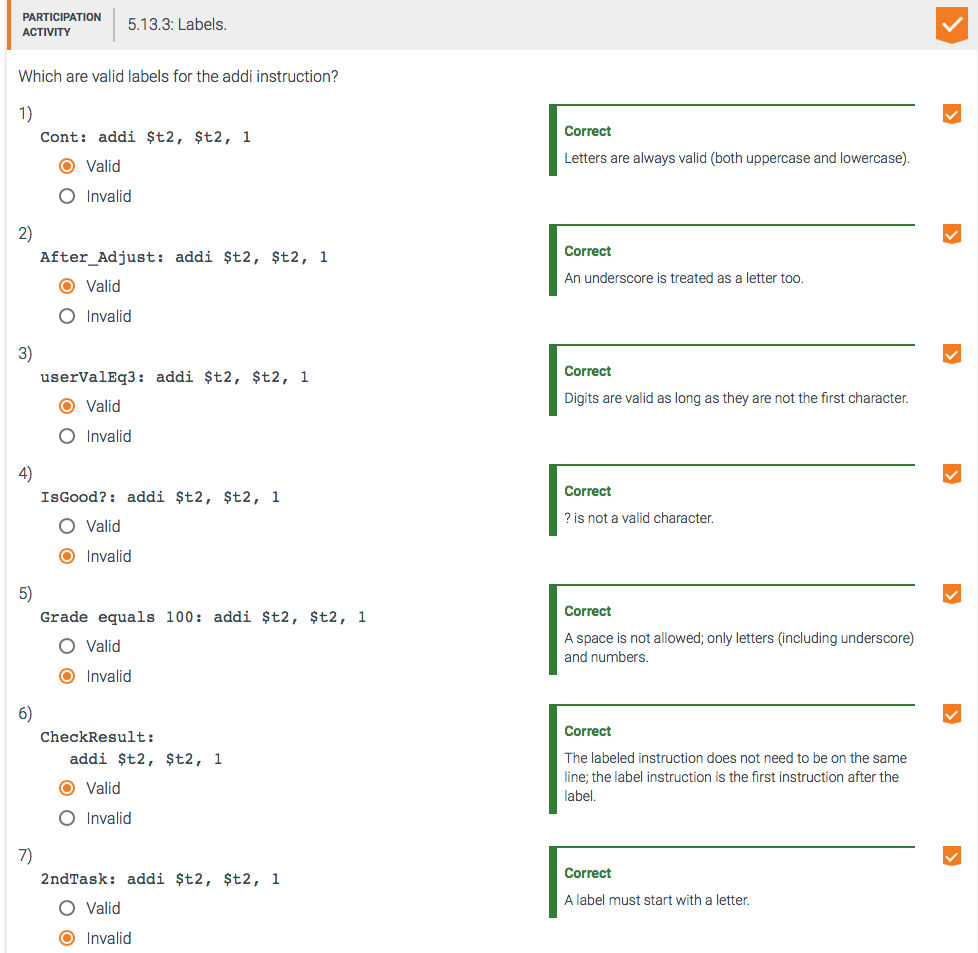 PARTICIPATION
ACTIVITY
5.13.3: Labels.
Which are valid labels for the addi instruction?
1)
Cont: addi $t2, $t2, 1
Valid
Invalid
Correct
Letters are always valid (both uppercase and lowercase).
2)
After_Adjust: addi $t2, $t2, 1
Valid
Invalid
Correct
An underscore is treated as a letter too.
3)
userValEq3: addi $t2, $t2, 1
Valid
Invalid
Correct
Digits are valid as long as they are not the first character.
4)
IsGood?: addi $t2, $t2, 1
Valid
Invalid
Correct
? is not a valid character.
5)
Grade equals 100: addi $t2, $t2, 1
Valid
Invalid
Correct
A space is not allowed; only letters (including underscore)
and numbers.
6)
CheckResult:
addi $t2, $t2, 1
Valid
Invalid
Correct
The labeled instruction does not need to be on the same
line; the label instruction is the first instruction after the
label.
7)
2ndTask: addi $t2, $t2, 1
Valid
Invalid
Correct
A label must start with a letter.